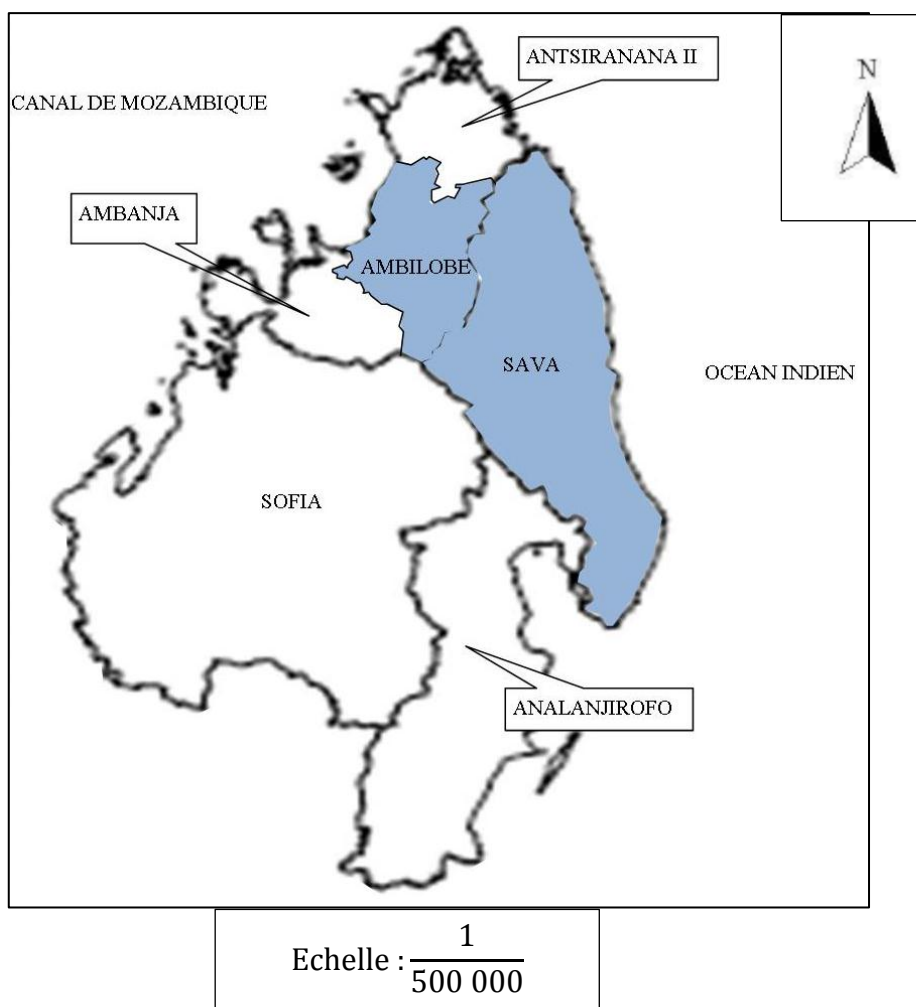 ANTSIRANANA II
N
CANAL DE MOZAMBIQUE
AMBANJA
AMBILOBE
SAVA
OCEAN INDIEN
SOFIA
ANALANJIROFO
Echelle : 1
500 000